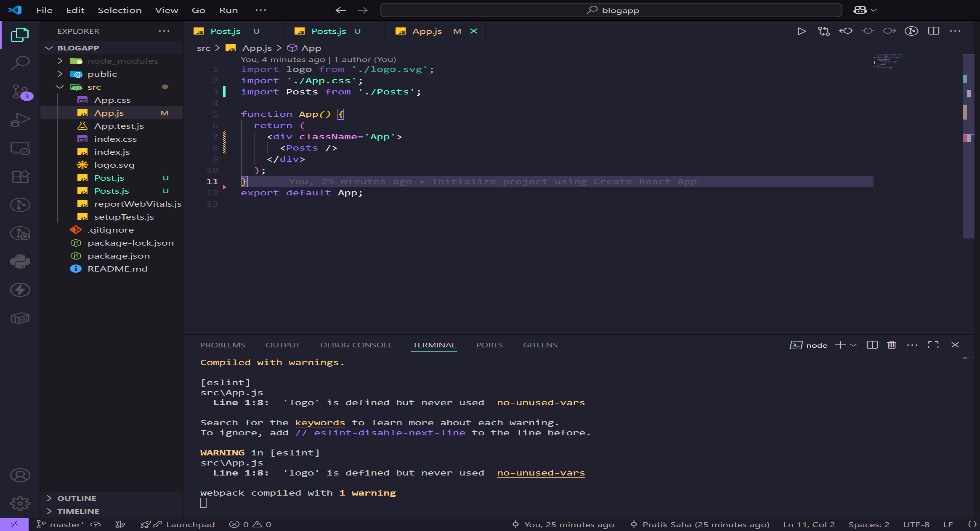 File Edit Selection View Go Run ··· ← → blogapp
EXPLORER ···
Post.js U
Posts.js U
App.js M ×
BLOGAPP
node_modules
public
src
App.css
App.js M
App.test.js
index.css
index.js
logo.svg
Post.js U
Posts.js U
reportWebVitals.js
setupTests.js
.gitignore
package-lock.json
package.json
README.md
OUTLINE
TIMELINE
1
src > App.js > App
You, 4 minutes ago | 1 author (You)
1 import logo from './logo.svg';
2 import './App.css';
3 import Posts from './Posts';
4
5 function App() {
6 return (
7 <div className='App'>
8 <Posts />
9 </div>
10 );
11 } You, 25 minutes ago • Initialize project using Create React App
12 export default App;
13
PROBLEMS OUTPUT DEBUG CONSOLE TERMINAL PORTS GITLENS
node
Compiled with warnings.
[eslint]
src\App.js
Line 1:8: 'logo' is defined but never used no-unused-vars
Search for the keywords to learn more about each warning.
To ignore, add // eslint-disable-next-line to the line before.
WARNING in [eslint]
src\App.js
Line 1:8: 'logo' is defined but never used no-unused-vars
webpack compiled with 1 warning
master* Launchpad 0 0 You, 25 minutes ago Pratik Saha (25 minutes ago) Ln 11, Col 2 Spaces: 2 UTF-8 LF {}